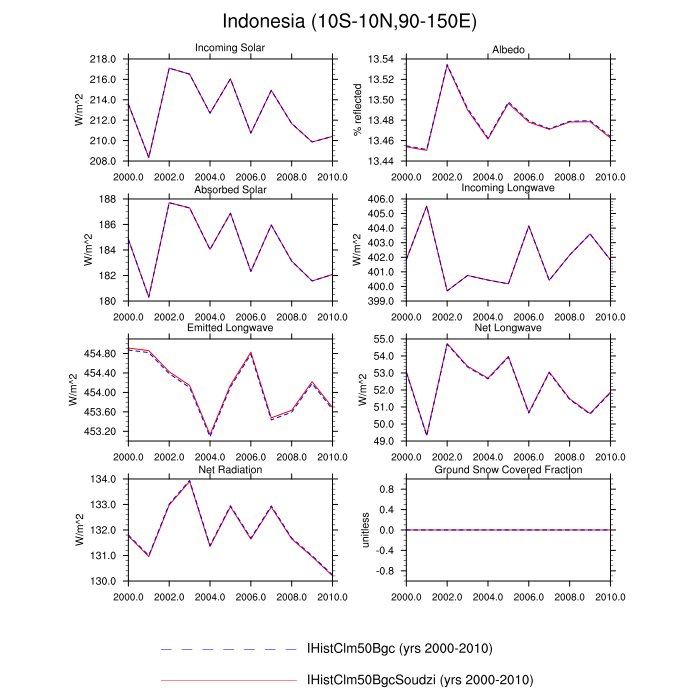 Indonesia (10S-10N,90-150E)
Incoming Solar
W/m^2
218.0
216.0
214.0
212.0
210.0
208.0
2000.0 2002.0 2004.0 2006.0 2008.0 2010.0
Albedo
% reflected
13.54
13.52
13.50
13.48
13.46
13.44
2000.0 2002.0 2004.0 2006.0 2008.0 2010.0
Absorbed Solar
W/m^2
188
186
184
182
180
2000.0 2002.0 2004.0 2006.0 2008.0 2010.0
Incoming Longwave
W/m^2
406.0
405.0
404.0
403.0
402.0
401.0
400.0
399.0
2000.0 2002.0 2004.0 2006.0 2008.0 2010.0
Emitted Longwave
W/m^2
454.80
454.40
454.00
453.60
453.20
2000.0 2002.0 2004.0 2006.0 2008.0 2010.0
Net Longwave
W/m^2
55.0
54.0
53.0
52.0
51.0
50.0
49.0
2000.0 2002.0 2004.0 2006.0 2008.0 2010.0
Net Radiation
W/m^2
134.0
133.0
132.0
131.0
130.0
2000.0 2002.0 2004.0 2006.0 2008.0 2010.0
Ground Snow Covered Fraction
unitless
0.8
0.4
0.0
-0.4
-0.8
2000.0 2002.0 2004.0 2006.0 2008.0 2010.0
IHistClm50Bgc (yrs 2000-2010)
IHistClm50BgcSoudzi (yrs 2000-2010)